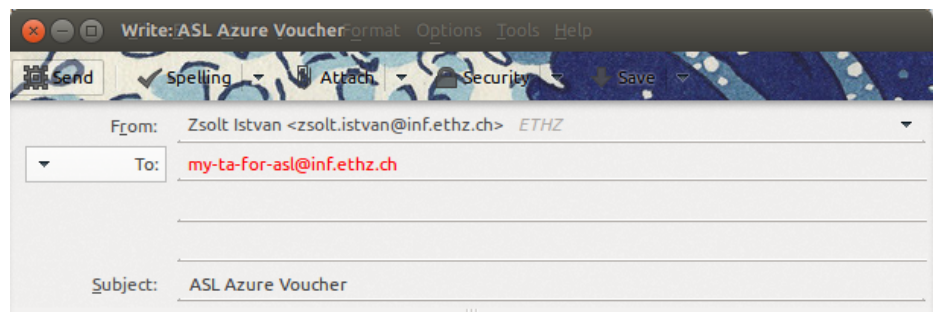 Write: ASL Azure Voucher Format Options Tools Help
Send Spelling Attach Security Save
From: Zsolt Istvan <zsolt.istvan@inf.ethz.ch> ETHZ
To: my-ta-for-asl@inf.ethz.ch
Subject: ASL Azure Voucher